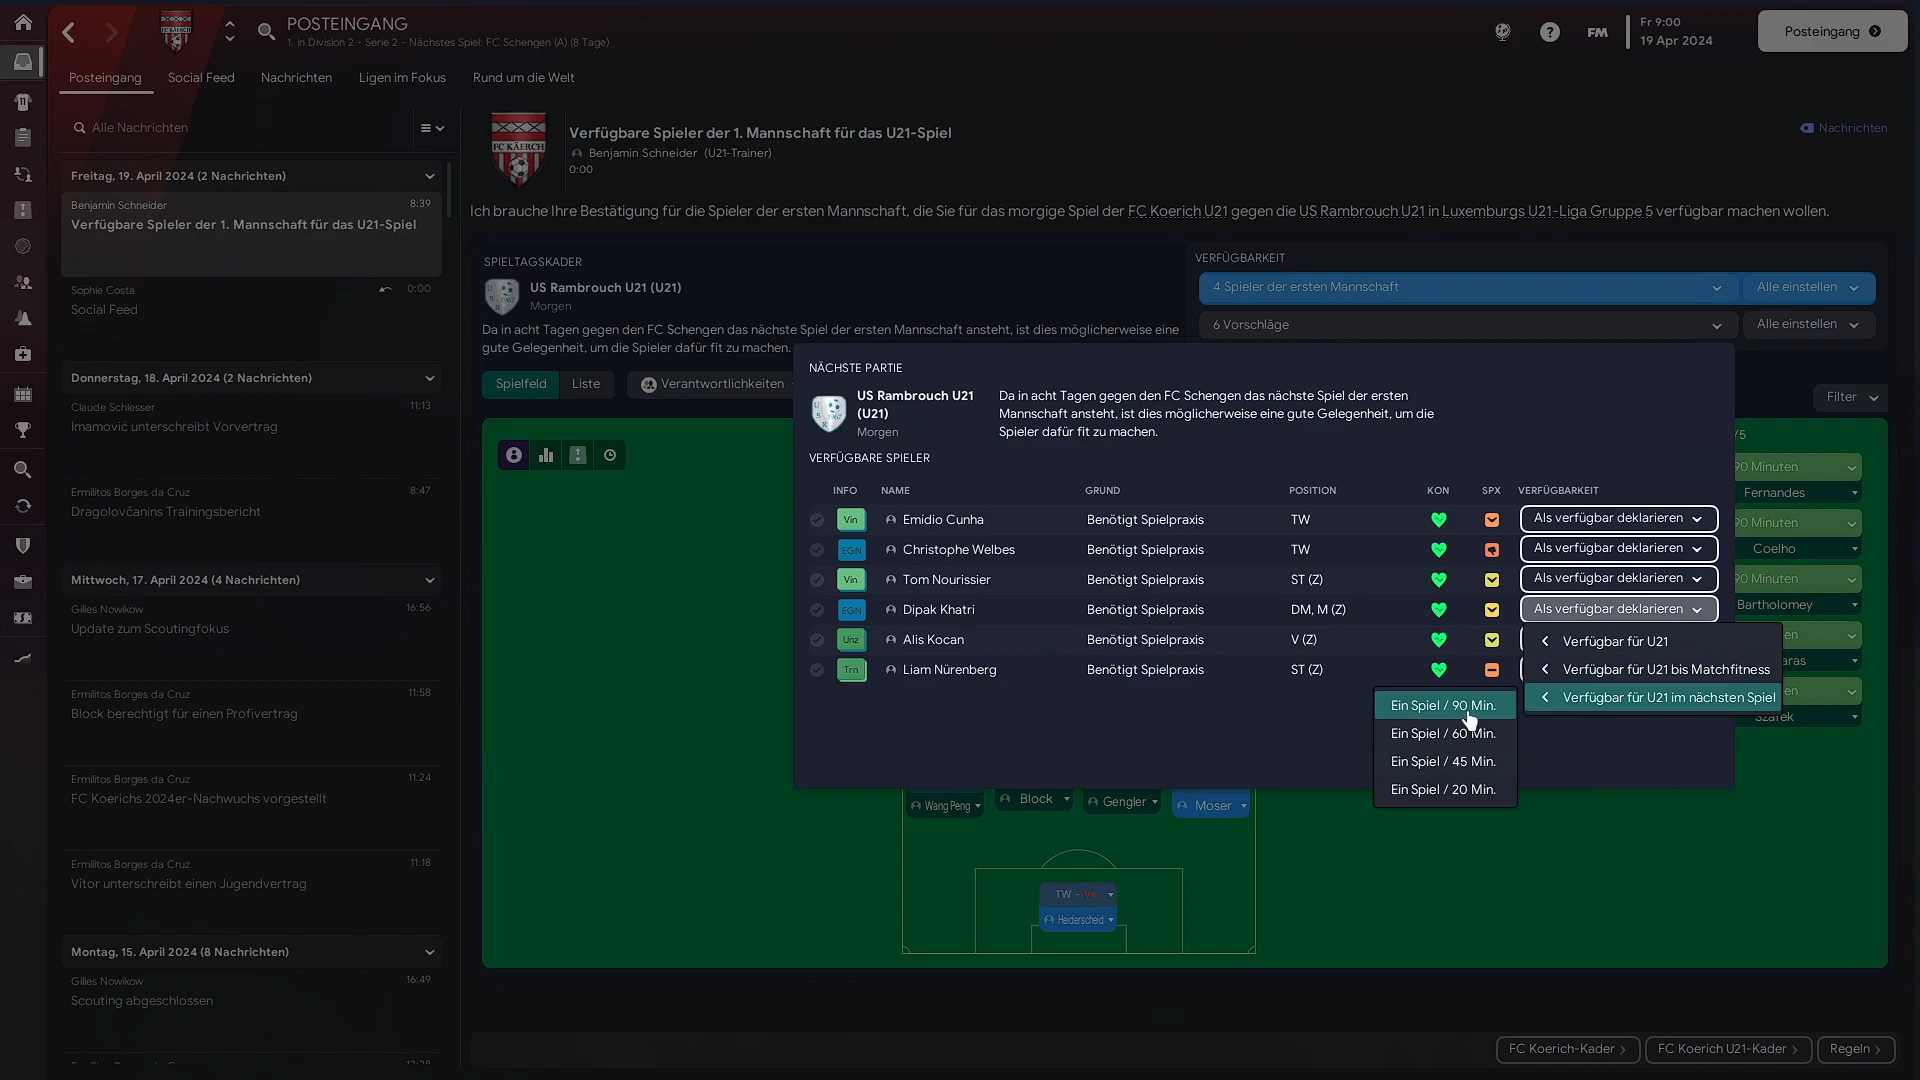 POSTEINGANG
1. in Division 2 - Série 2 - Nächstes Spiel: FC Schengen (A) (8 Tage)
FM
Fr 9:00
19 Apr 2024
Posteingang
Posteingang
Social Feed
Nachrichten
Ligen im Fokus
Rund um die Welt
Alle Nachrichten
Freitag, 19. April 2024 (2 Nachrichten)
Benjamin Schneider 8:39
Verfügbare Spieler der 1. Mannschaft für das U21-Spiel
Sophie Costa 0:00
Social Feed
Donnerstag, 18. April 2024 (2 Nachrichten)
Claude Schlesser 11:13
Imamović unterschreibt Vorvertrag
Ermilitos Borges da Cruz 8:47
Dragolovčanins Trainingsbericht
Mittwoch, 17. April 2024 (4 Nachrichten)
Gilles Nowikow 16:56
Update zum Scoutingfokus
Ermilitos Borges da Cruz 11:58
Block berechtigt für einen Profivertrag
Ermilitos Borges da Cruz 11:24
FC Koerichs 2024er-Nachwuchs vorgestellt
Ermilitos Borges da Cruz 11:18
Vitor unterschreibt einen Jugendvertrag
Montag, 15. April 2024 (8 Nachrichten)
Gilles Nowikow 16:49
Scouting abgeschlossen
FC KÄERCH
Verfügbare Spieler der 1. Mannschaft für das U21-Spiel
Benjamin Schneider (U21-Trainer)
0:00
Nachrichten
Ich brauche Ihre Bestätigung für die Spieler der ersten Mannschaft, die Sie für das morgige Spiel der FC Koerich U21 gegen die US Rambrouch U21 in Luxemburgs U21-Liga Gruppe 5 verfügbar machen wollen.
SPIELTAGSKADER
US Rambrouch U21 (U21)
Morgen
Da in acht Tagen gegen den FC Schengen das nächste Spiel der ersten Mannschaft ansteht, ist dies möglicherweise eine
gute Gelegenheit, um die Spieler dafür fit zu machen.
VERFÜGBARKEIT
4 Spieler der ersten Mannschaft
Alle einstellen
6 Vorschläge
Alle einstellen
Spielfeld
Liste
Verantwortlichkeiten
Filter
NÄCHSTE PARTIE
US Rambrouch U21
(U21)
Morgen
Da in acht Tagen gegen den FC Schengen das nächste Spiel der ersten
Mannschaft ansteht, ist dies möglicherweise eine gute Gelegenheit, um die
Spieler dafür fit zu machen.
VERFÜGBARE SPIELER
INFO NAME GRUND POSITION KON SPX VERFÜGBARKEIT
Vin Emídio Cunha Benötigt Spielpraxis TW Als verfügbar deklarieren
EGN Christophe Welbes Benötigt Spielpraxis TW Als verfügbar deklarieren
Vin Tom Nourissier Benötigt Spielpraxis ST (Z) Als verfügbar deklarieren
EGN Dipak Khatri Benötigt Spielpraxis DM, M (Z) Als verfügbar deklarieren
Unz Alis Kocan Benötigt Spielpraxis V (Z)
Trn Liam Nürenberg Benötigt Spielpraxis ST (Z)
Verfügbar für U21
Verfügbar für U21 bis Matchfitness
Verfügbar für U21 im nächsten Spiel
Ein Spiel / 90 Min.
Ein Spiel / 60 Min.
Ein Spiel / 45 Min.
Ein Spiel / 20 Min.
/5
90 Minuten
Fernandes
90 Minuten
Coelho
90 Minuten
Bartholomey
en
aras
en
Szafek
Wang Peng
Block
Gengler
Moser
TW - Ve
Heiderscheid
FC Koerich-Kader
FC Koerich U21-Kader
Regeln